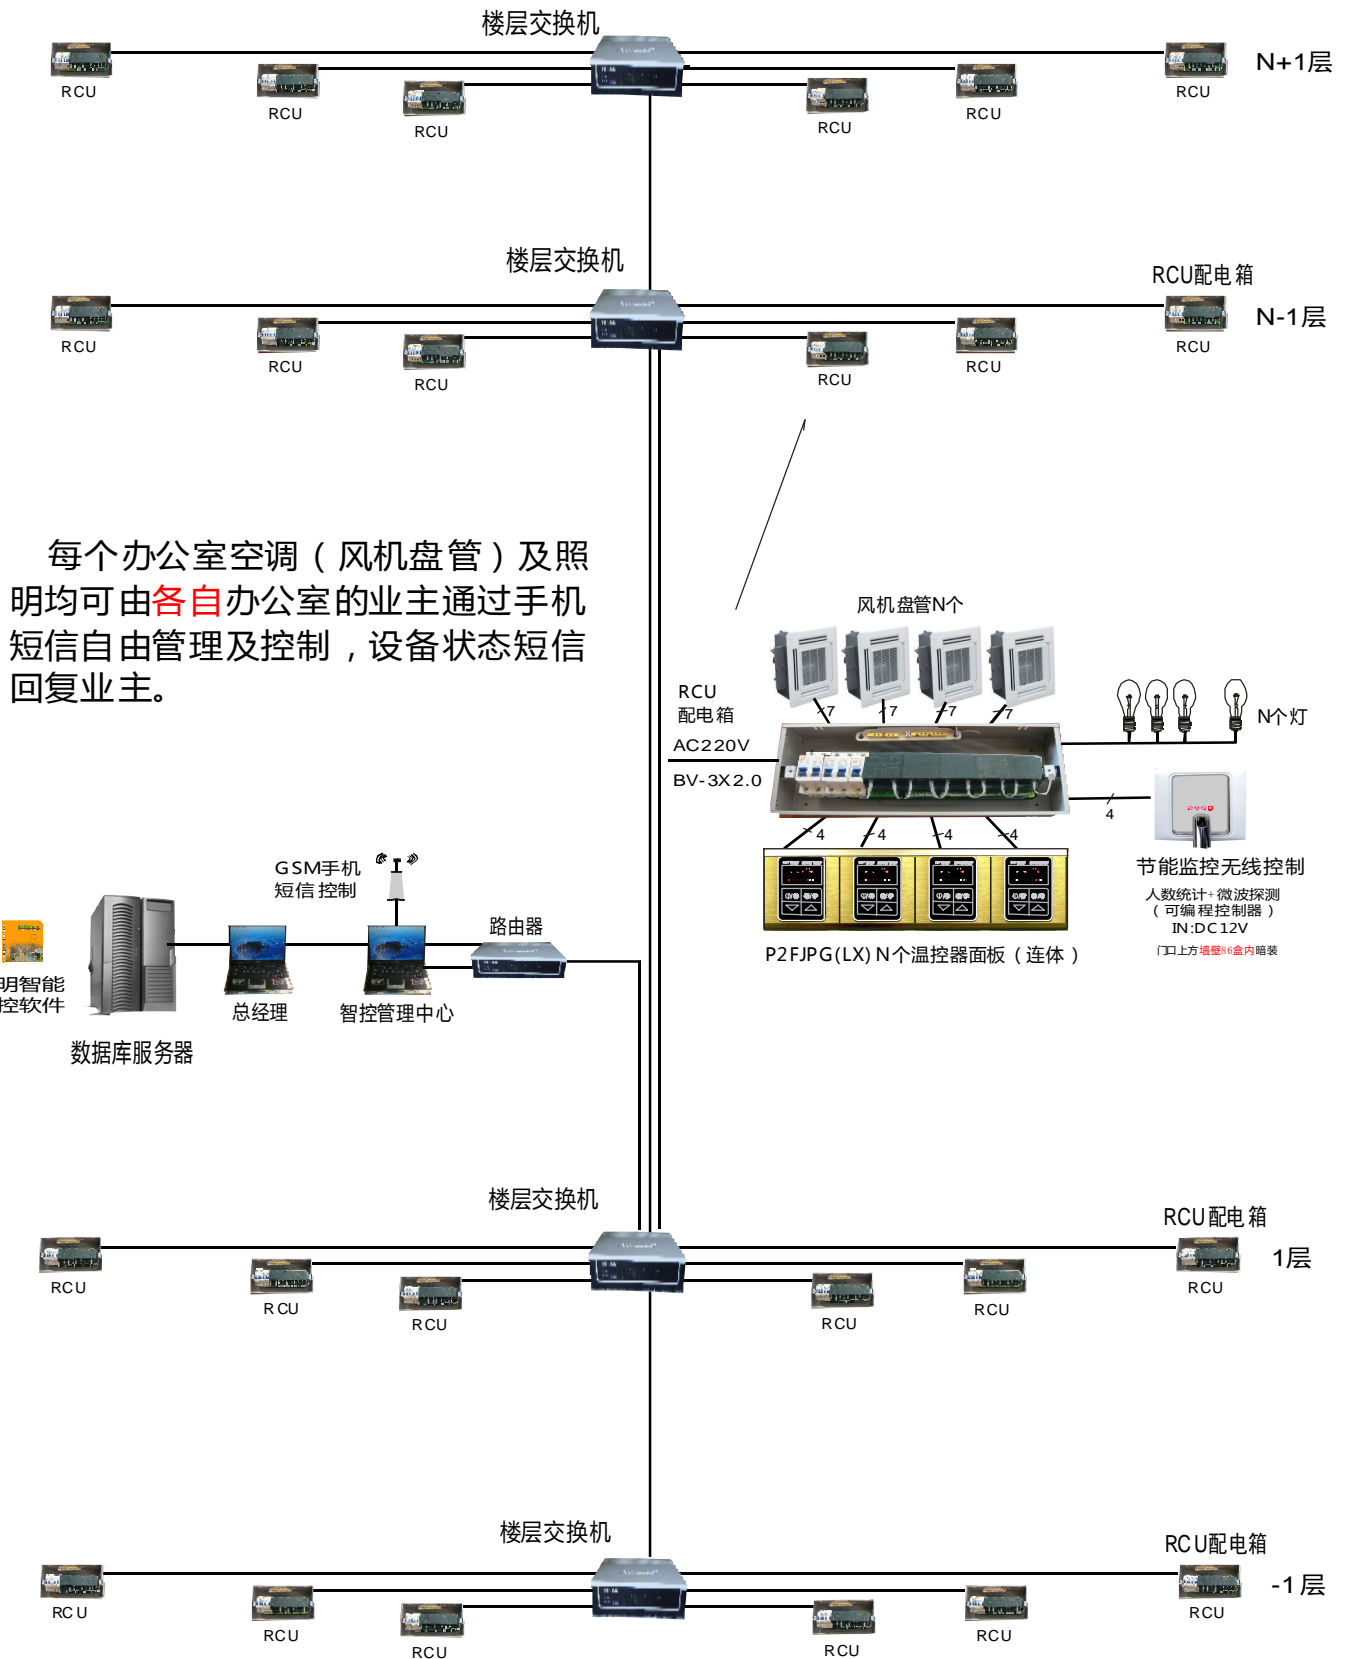 楼层交换机
N+1层
RCU
RCU
RCU
RCU
RCU
RCU
楼层交换机
RCU配电箱
N-1层
RCU
RCU
RCU
RCU
RCU
RCU
每个办公室空调（风机盘管）及照
明均可由各自办公室的业主通过手机
短信自由管理及控制，设备状态短信
回复业主。
风机盘管N个
RCU
配电箱
AC220V
BV-3X2.0
7
7
7
7
N个灯
4
4
4
4
4
节能监控无线控制
人数统计+微波探测
（可编程控制器）
IN:DC12V
门口上方墙壁86盒内暗装
P2FJPG(LX) N个温控器面板（连体）
GSM手机
短信控制
路由器
明智能
控软件
总经理
智控管理中心
数据库服务器
楼层交换机
RCU配电箱
1层
RCU
RCU
RCU
RCU
RCU
RCU
楼层交换机
RCU配电箱
-1层
RCU
RCU
RCU
RCU
RCU
RCU